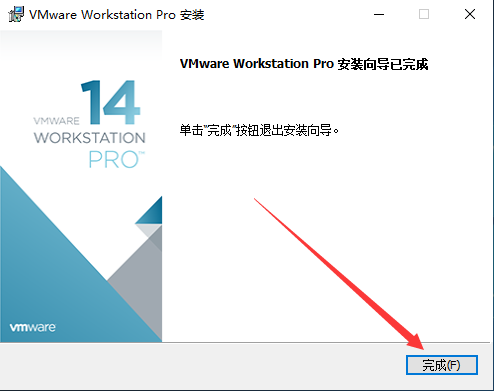 VMware Workstation Pro 安装
VMware Workstation Pro 安装向导已完成
14
VMWARE
WORKSTATION
PRO™
单击"完成"按钮退出安装向导。
vmware
完成(F)